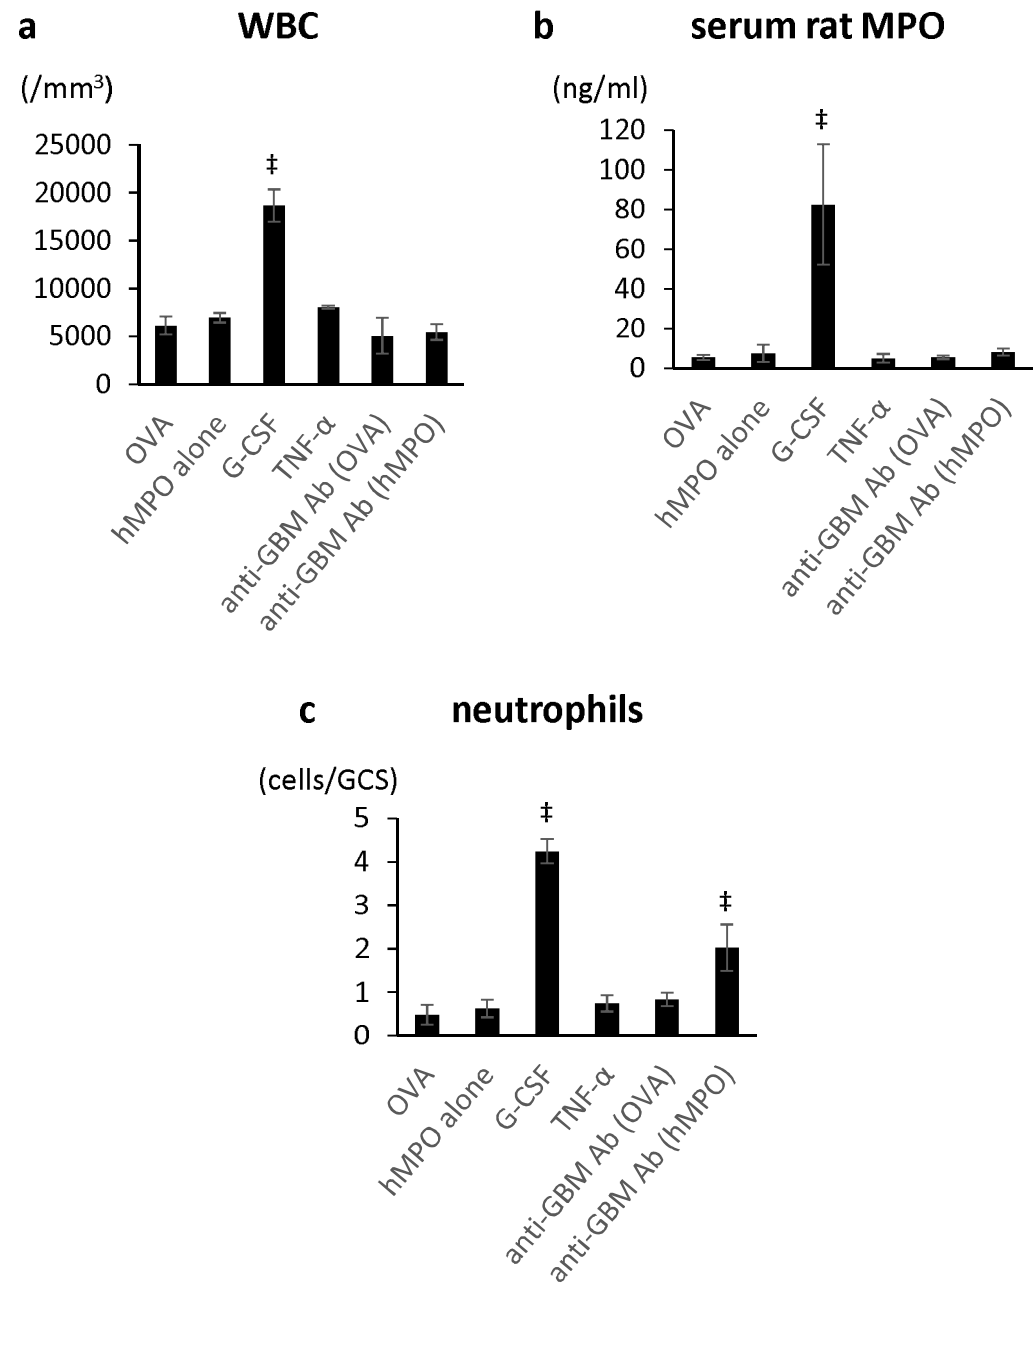 a WBC
(/mm³)
25000
20000
15000
10000
5000
0
‡
OVA
hMPO alone
G-CSF
TNF-α
anti-GBM Ab (OVA)
anti-GBM Ab (hMPO)
b serum rat MPO
(ng/ml)
120
100
80
60
40
20
0
‡
OVA
hMPO alone
G-CSF
TNF-α
anti-GBM Ab (OVA)
anti-GBM Ab (hMPO)
c neutrophils
(cells/GCS)
5
4
3
2
1
0
‡
‡
OVA
hMPO alone
G-CSF
TNF-α
anti-GBM Ab (OVA)
anti-GBM Ab (hMPO)